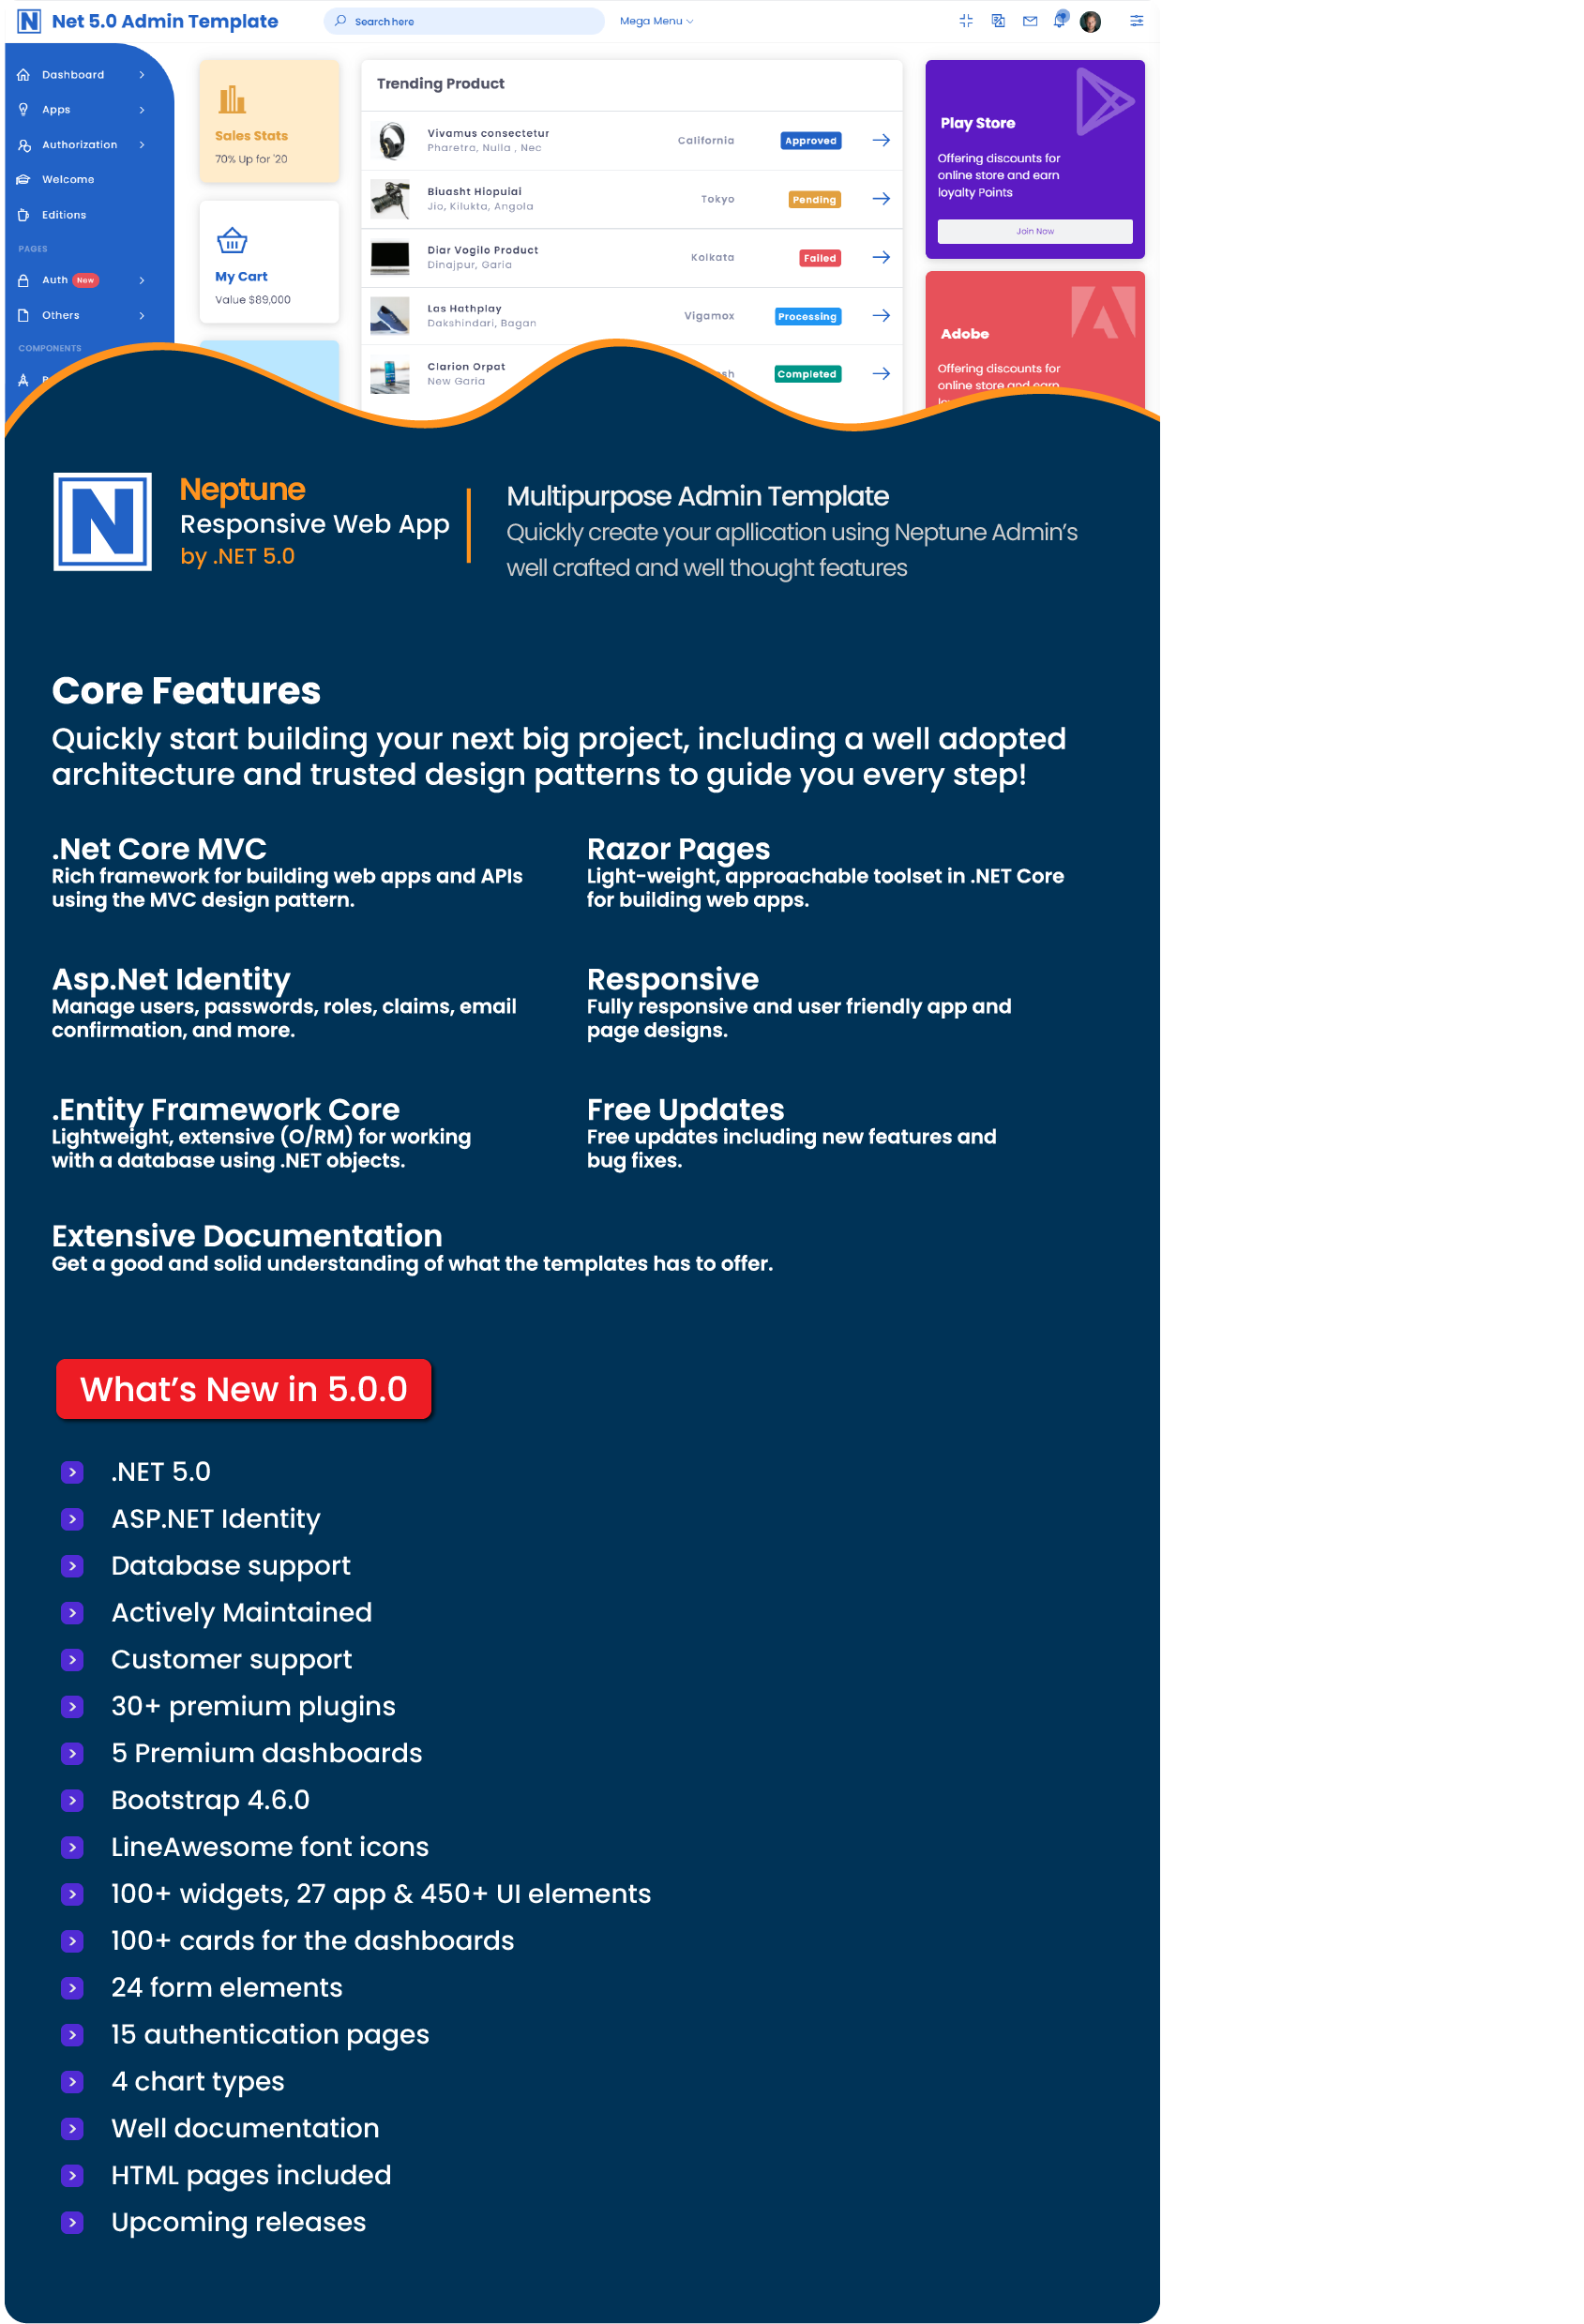 N Net 5.0 Admin Template
Search here
Mega Menu
Dashboard
Apps
Authorization
Welcome
Editions
PAGES
Auth New
Others
COMPONENTS
Sales Stats
70% Up for '20
My Cart
Value $89,000
Trending Product
Vivamus consectetur
Pharetra, Nulla , Nec
California
Approved
Biuasht Hiopuiai
Jio, Kilukta, Angola
Tokyo
Pending
Diar Vogilo Product
Dinajpur, Garia
Kolkata
Failed
Las Hathplay
Dakshindari, Bagan
Vigamox
Processing
Clarion Orpat
New Garia
Completed
Play Store
Offering discounts for
online store and earn
loyalty Points
Join Now
Adobe
Offering discounts for
online store and earn
N
Neptune
Responsive Web App
by .NET 5.0
Multipurpose Admin Template
Quickly create your apllication using Neptune Admin’s
well crafted and well thought features
Core Features
Quickly start building your next big project, including a well adopted
architecture and trusted design patterns to guide you every step!
.Net Core MVC
Rich framework for building web apps and APIs
using the MVC design pattern.
Razor Pages
Light-weight, approachable toolset in .NET Core
for building web apps.
Asp.Net Identity
Manage users, passwords, roles, claims, email
confirmation, and more.
Responsive
Fully responsive and user friendly app and
page designs.
.Entity Framework Core
Lightweight, extensive (O/RM) for working
with a database using .NET objects.
Free Updates
Free updates including new features and
bug fixes.
Extensive Documentation
Get a good and solid understanding of what the templates has to offer.
What’s New in 5.0.0
.NET 5.0
ASP.NET Identity
Database support
Actively Maintained
Customer support
30+ premium plugins
5 Premium dashboards
Bootstrap 4.6.0
LineAwesome font icons
100+ widgets, 27 app & 450+ UI elements
100+ cards for the dashboards
24 form elements
15 authentication pages
4 chart types
Well documentation
HTML pages included
Upcoming releases